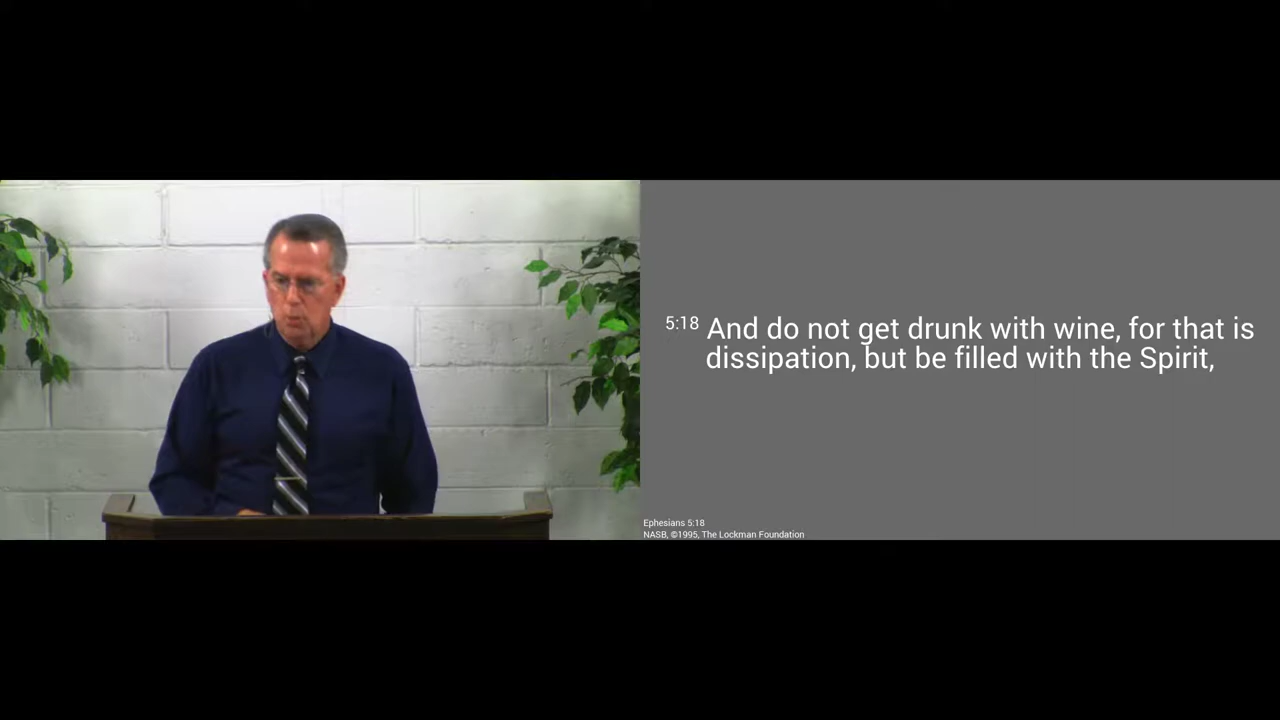 5:18 And do not get drunk with wine, for that is
dissipation, but be filled with the Spirit,
Ephesians 5:18
NASB, ©1995, The Lockman Foundation